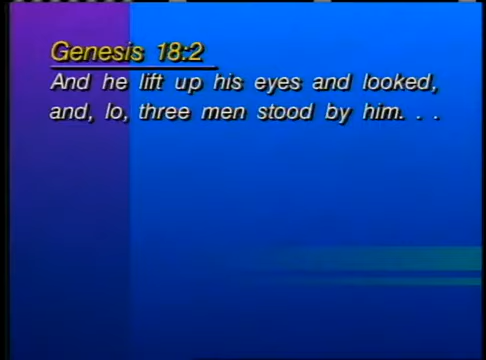 Genesis 18:2
And he lift up his eyes and looked,
and, lo, three men stood by him. . .